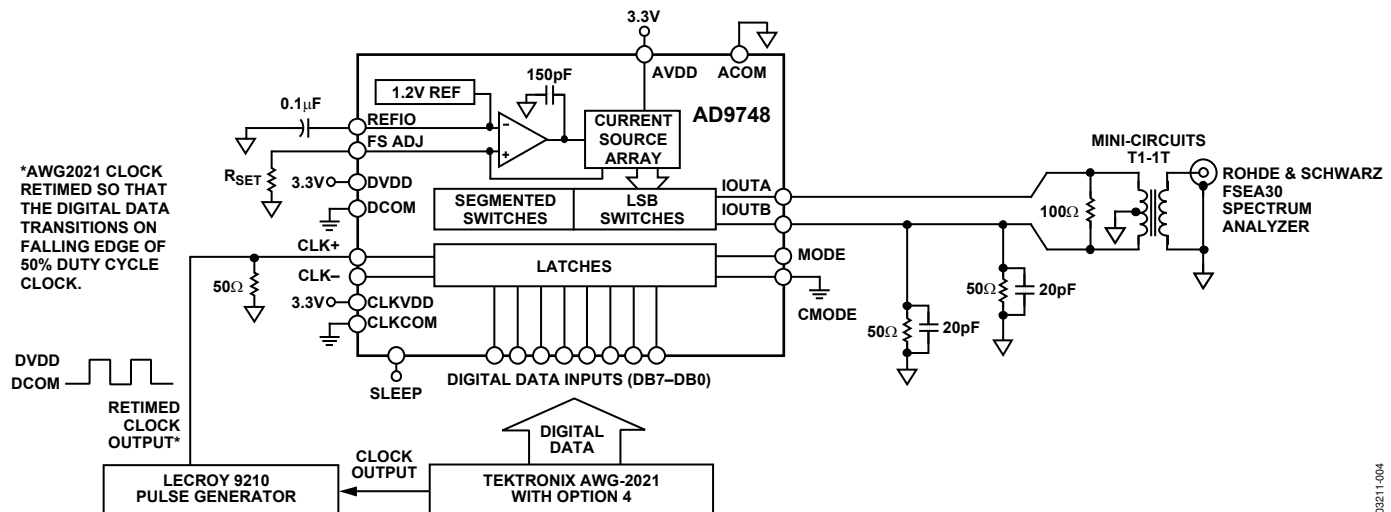 3.3V
AVDD
ACOM
150pF
1.2V REF
AD9748
0.1µF
REFIO
FS ADJ
CURRENT
SOURCE
ARRAY
MINI-CIRCUITS
T1-1T
*AWG2021 CLOCK
RETIMED SO THAT
THE DIGITAL DATA
TRANSITIONS ON
FALLING EDGE OF
50% DUTY CYCLE
CLOCK.
RSET
3.3V
DVDD
DCOM
SEGMENTED
SWITCHES
LSB
SWITCHES
IOUTA
IOUTB
100Ω
ROHDE & SCHWARZ
FSEA30
SPECTRUM
ANALYZER
CLK+
CLK–
LATCHES
MODE
CMODE
50Ω
3.3V
CLKVDD
CLKCOM
50Ω
20pF
50Ω
20pF
DVDD
DCOM
SLEEP
DIGITAL DATA INPUTS (DB7–DB0)
RETIMED
CLOCK
OUTPUT*
DIGITAL
DATA
CLOCK
OUTPUT
LECROY 9210
PULSE GENERATOR
TEKTRONIX AWG-2021
WITH OPTION 4
03211-004